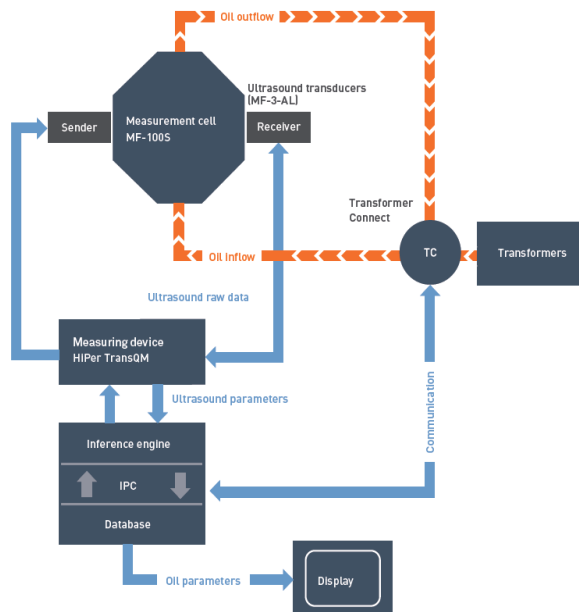 Oil outflow
Ultrasound transducers
(MF-3-AL)
Sender
Measurement cell
MF-100S
Receiver
Transformer
Connect
TC
Transformers
Oil inflow
Ultrasound raw data
Measuring device
HIPer TransQM
Ultrasound parameters
Communication
Inference engine
IPC
Database
Oil parameters
Display